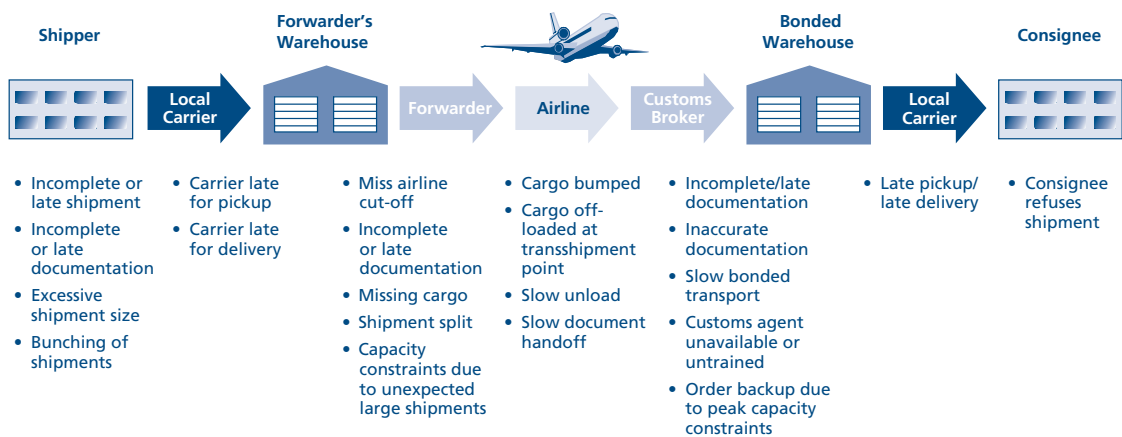 Shipper
Forwarder's
Warehouse
Bonded
Warehouse
Consignee
Local
Carrier
Forwarder
Airline
Customs
Broker
Local
Carrier
• Incomplete or
late shipment
• Incomplete
or late
documentation
• Excessive
shipment size
• Bunching of
shipments
• Carrier late
for pickup
• Carrier late
for delivery
• Miss airline
cut-off
• Incomplete
or late
documentation
• Missing cargo
• Shipment split
• Capacity
constraints due
to unexpected
large shipments
• Cargo bumped
• Cargo off-
loaded at
transshipment
point
• Slow unload
• Slow document
handoff
• Incomplete/late
documentation
• Inaccurate
documentation
• Slow bonded
transport
• Customs agent
unavailable or
untrained
• Order backup due
to peak capacity
constraints
• Late pickup/
late delivery
• Consignee
refuses
shipment